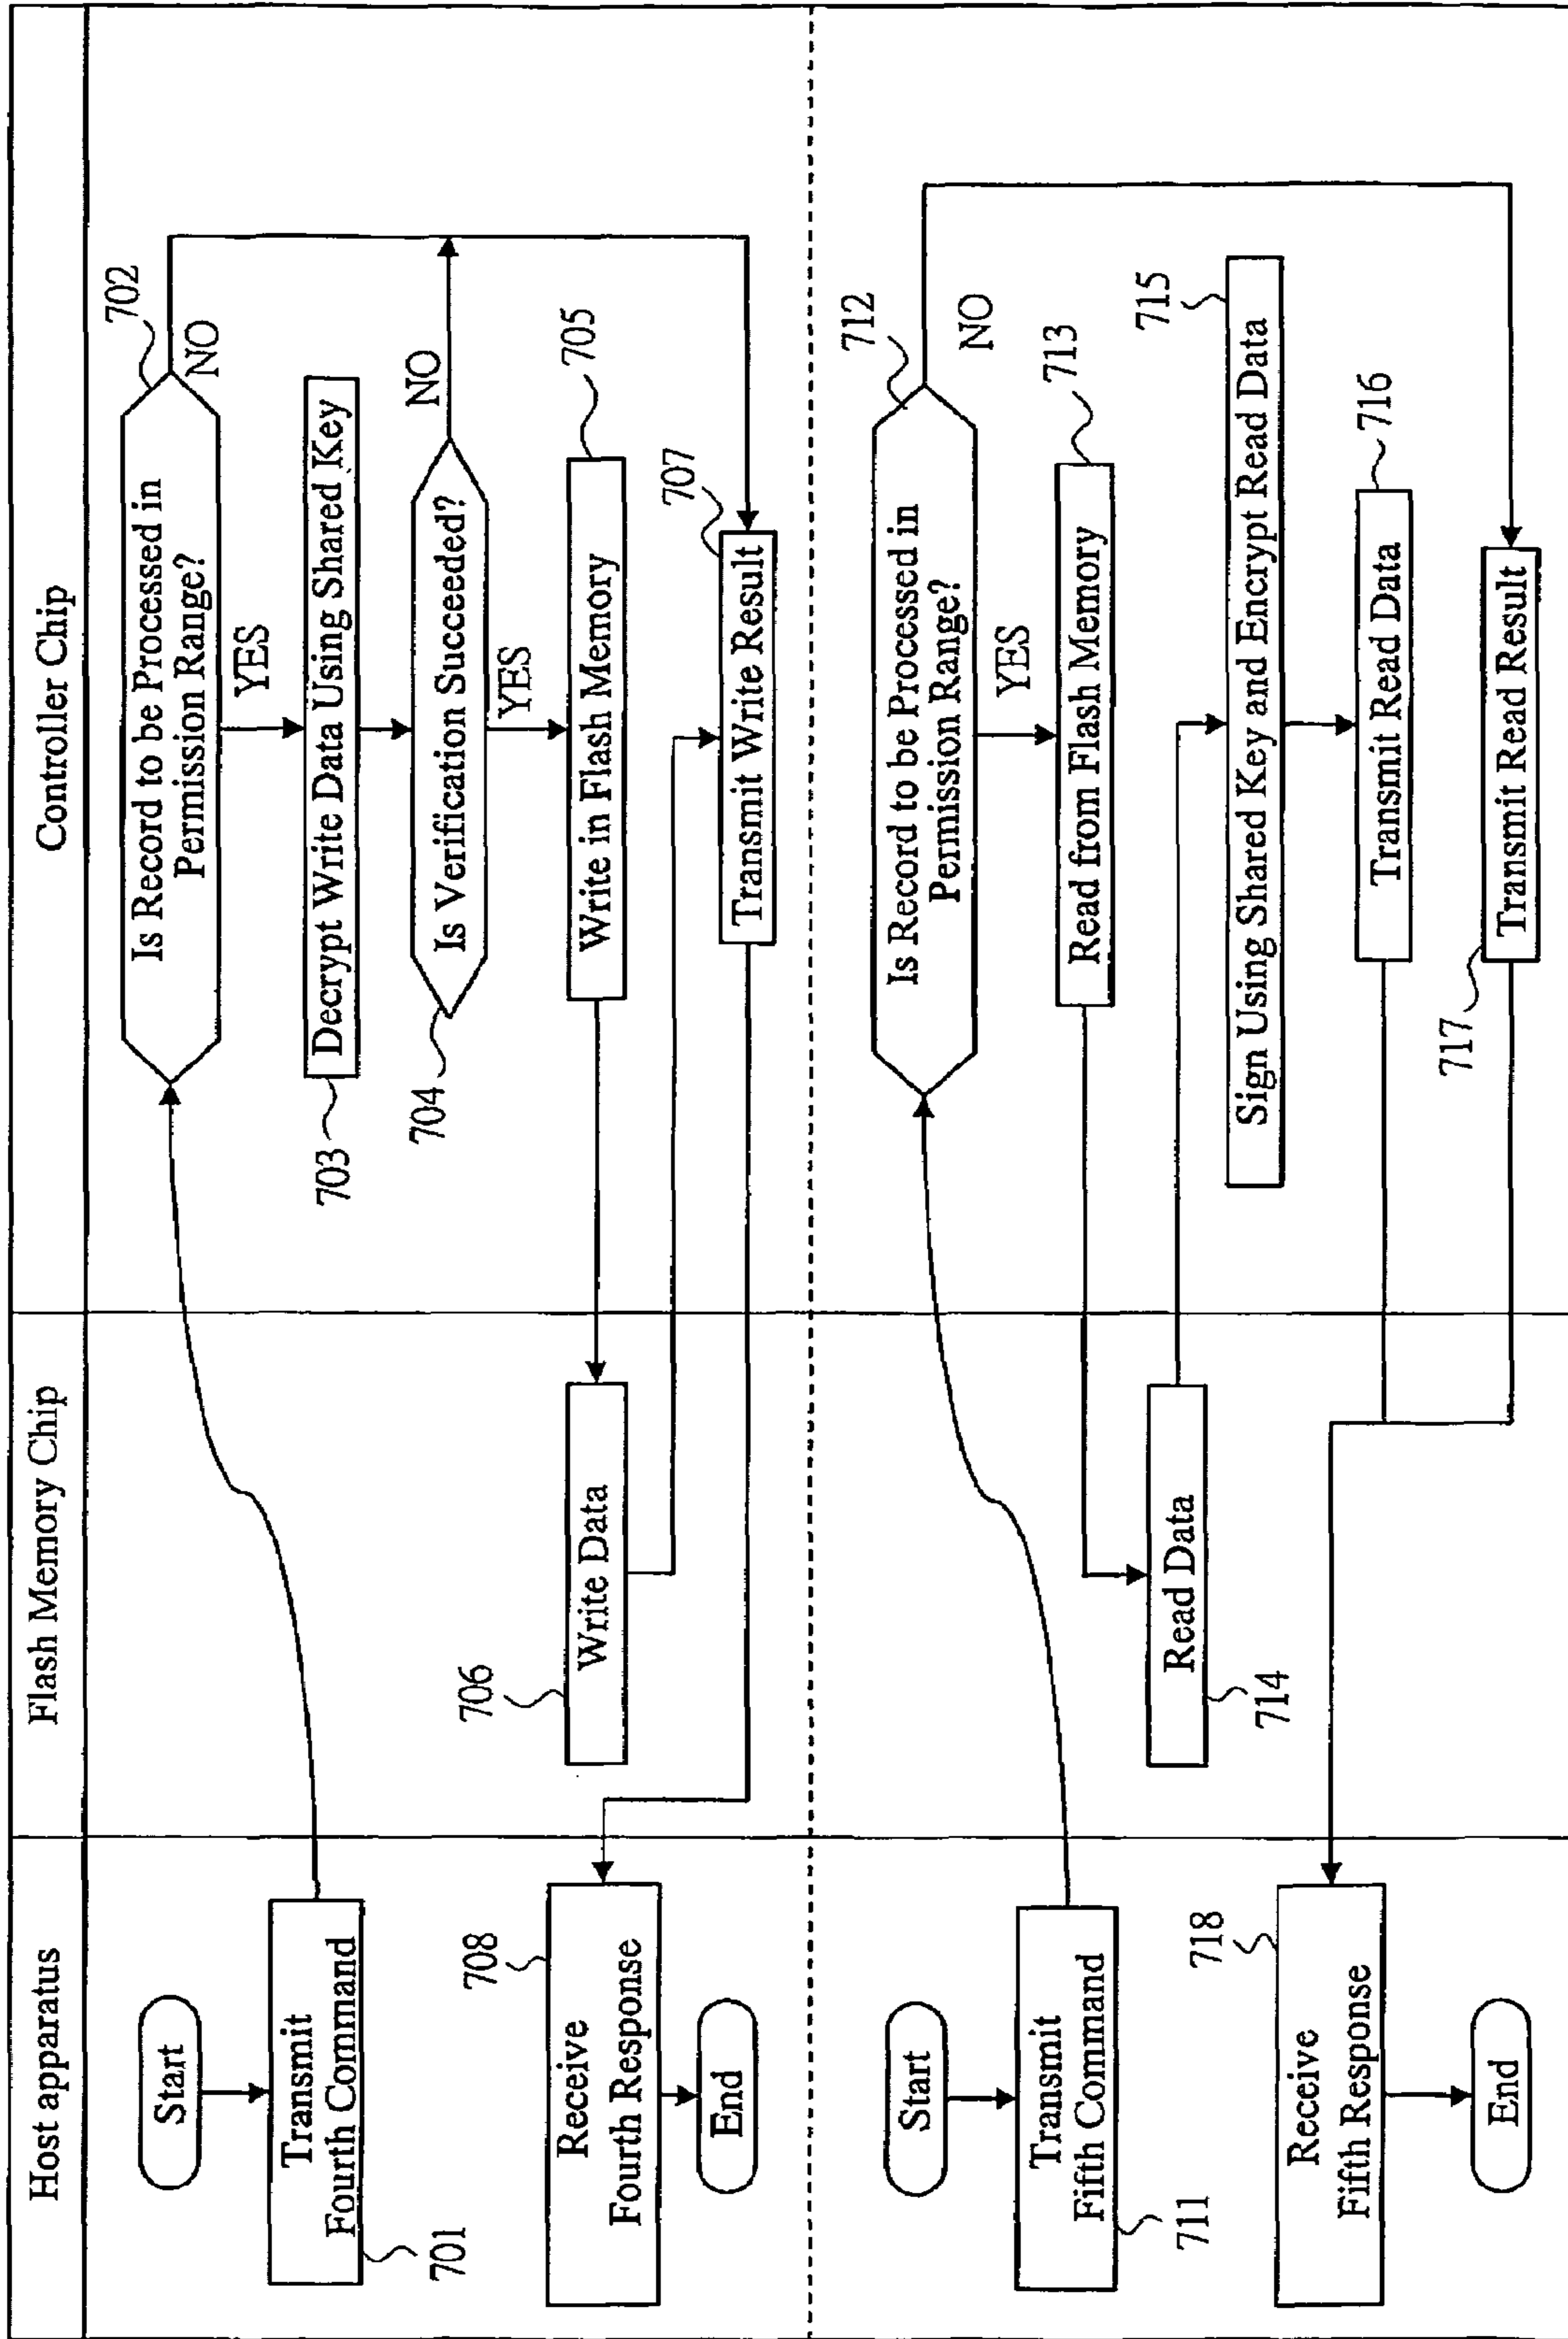 Host apparatus
Flash Memory Chip
Controller Chip
Start
Transmit
Fourth Command
701
Is Record to be Processed in
Permission Range?
702
NO
YES
Decrypt Write Data Using Shared Key
703
Is Verification Succeeded?
704
NO
YES
Write in Flash Memory
705
Write Data
706
Transmit Write Result
707
Receive
Fourth Response
708
End
Start
Transmit
Fifth Command
711
Is Record to be Processed in
Permission Range?
712
NO
YES
Read from Flash Memory
713
Read Data
714
Sign Using Shared Key and Encrypt Read Data
715
Transmit Read Data
716
Transmit Read Result
717
Receive
Fifth Response
718
End